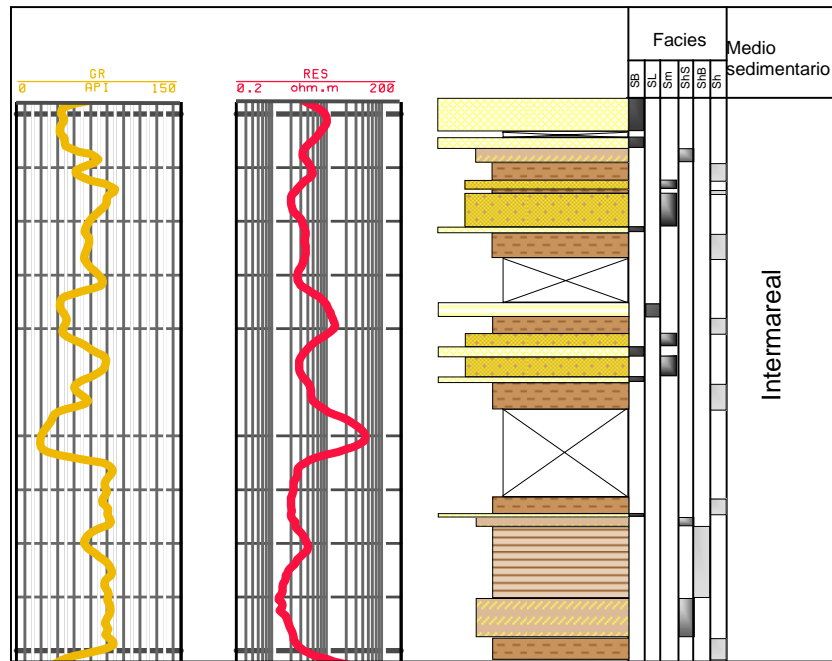 Facies
Medio
sedimentario
SB
SL
Sm
ShS
ShB
Sh
GR
0 API 150
RES
0.2 ohm.m 200
Intermareal